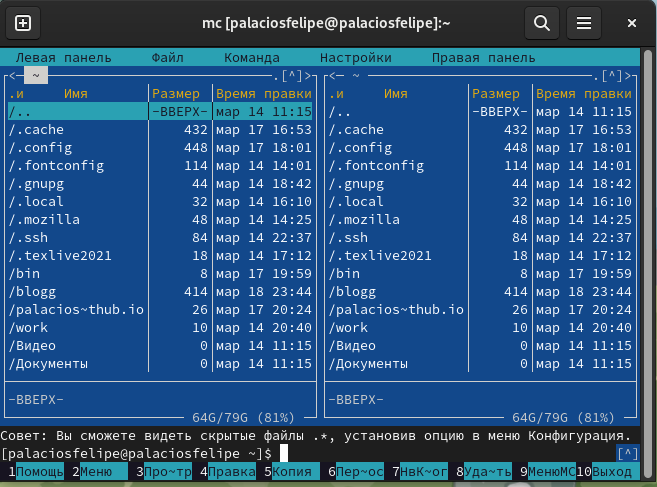 mc [palaciosfelipe@palaciosfelipe]:~
Левая панель Файл Команда Настройки Правая панель
<— ~ .[^]> <— ~ .[^]>
.и Имя Размер Время правки .и Имя Размер Время правки
/.. -ВВЕРХ- мар 14 11:15 /.. -ВВЕРХ- мар 14 11:15
/.cache 432 мар 17 16:53 /.cache 432 мар 17 16:53
/.config 448 мар 17 18:01 /.config 448 мар 17 18:01
/.fontconfig 114 мар 14 14:01 /.fontconfig 114 мар 14 14:01
/.gnupg 44 мар 14 18:42 /.gnupg 44 мар 14 18:42
/.local 32 мар 14 16:10 /.local 32 мар 14 16:10
/.mozilla 48 мар 14 14:25 /.mozilla 48 мар 14 14:25
/.ssh 84 мар 14 22:37 /.ssh 84 мар 14 22:37
/.texlive2021 18 мар 14 17:12 /.texlive2021 18 мар 14 17:12
/bin 8 мар 17 19:59 /bin 8 мар 17 19:59
/blogg 414 мар 18 23:44 /blogg 414 мар 18 23:44
/palacios~thub.io 26 мар 17 20:24 /palacios~thub.io 26 мар 17 20:24
/work 10 мар 14 20:40 /work 10 мар 14 20:40
/Видео 0 мар 14 11:15 /Видео 0 мар 14 11:15
/Документы 0 мар 14 11:15 /Документы 0 мар 14 11:15
-ВВЕРХ- -ВВЕРХ-
64G/79G (81%) 64G/79G (81%)
Совет: Вы сможете видеть скрытые файлы .*, установив опцию в меню Конфигурация.
[palaciosfelipe@palaciosfelipe ~]$ [^]
1Помощь 2Меню 3Про~тр 4Правка 5Копия 6Пер~ос 7НвК~ог 8Уда~ть 9МенюMC 10Выход